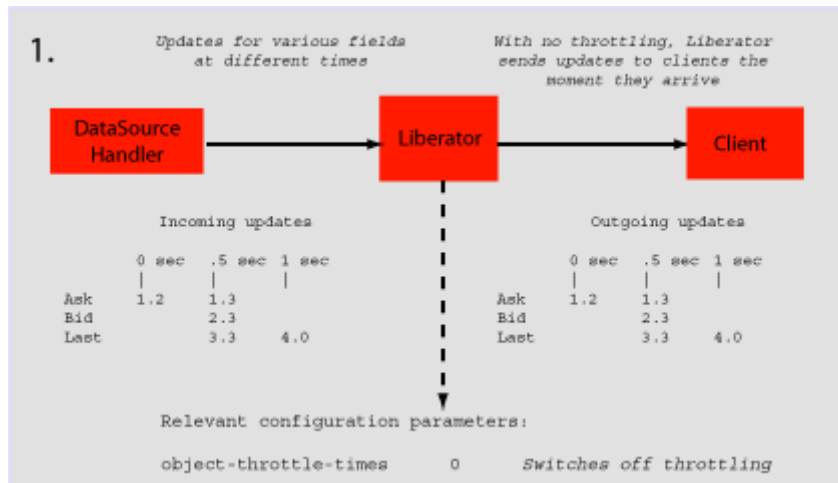 1.
Updates for various fields
at different times
With no throttling, Liberator
sends updates to clients the
moment they arrive
DataSource
Handler
Liberator
Client
Incoming updates
0 sec .5 sec 1 sec
Ask 1.2 1.3
Bid 2.3
Last 3.3 4.0
Outgoing updates
0 sec .5 sec 1 sec
Ask 1.2 1.3
Bid 2.3
Last 3.3 4.0
Relevant configuration parameters:
object-throttle-times 0 Switches off throttling